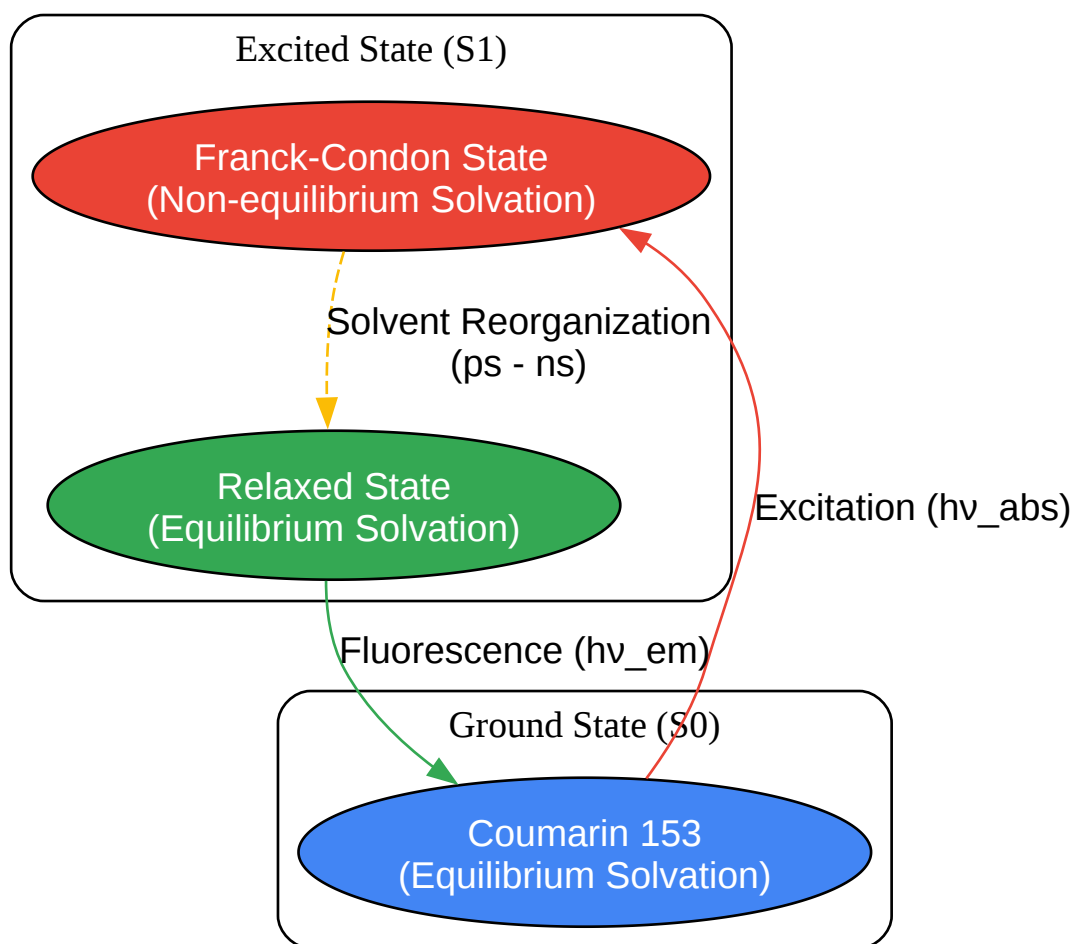 Excited State (S1)
Franck-Condon State
(Non-equilibrium Solvation)
Solvent Reorganization
(ps - ns)
Relaxed State
(Equilibrium Solvation)
Excitation (hν_abs)
Fluorescence (hν_em)
Ground State (S0)
Coumarin 153
(Equilibrium Solvation)